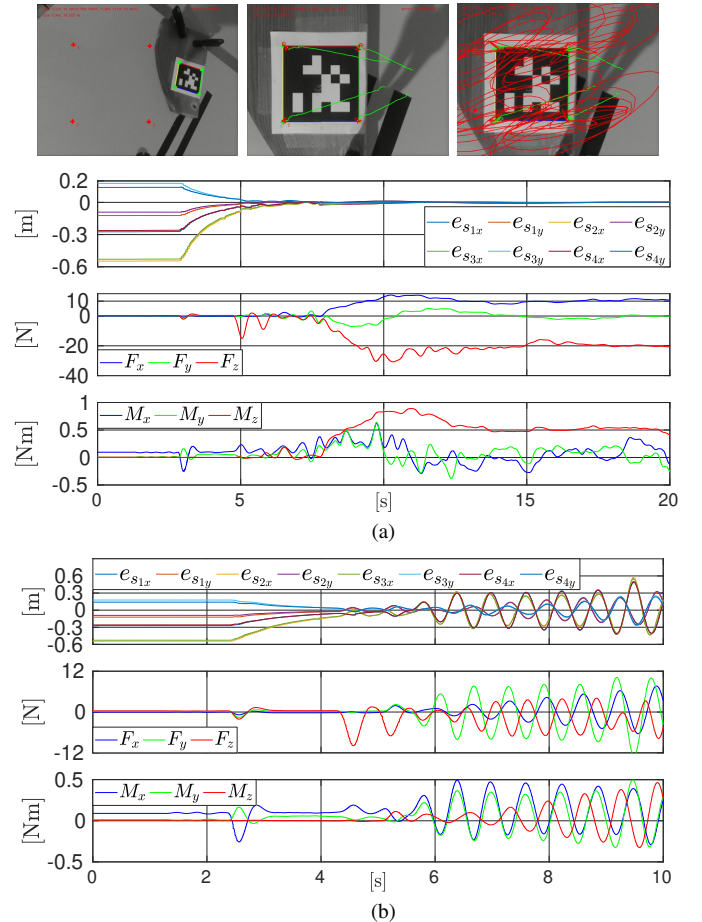 0.2
0
-0.3
-0.6
[m]
e_{s_{1x}} e_{s_{1y}} e_{s_{2x}} e_{s_{2y}}
e_{s_{3x}} e_{s_{3y}} e_{s_{4x}} e_{s_{4y}}
10
0
-20
-40
[N]
F_x F_y F_z
1
0.5
0
-0.5
[Nm]
M_x M_y M_z
0 5 [s] 15 20
(a)
e_{s_{1x}} e_{s_{1y}} e_{s_{2x}} e_{s_{2y}} e_{s_{3x}} e_{s_{3y}} e_{s_{4x}} e_{s_{4y}}
0.6
0.3
0
-0.3
-0.6
[m]
12
0
-12
[N]
F_x F_y F_z
0.5
0
-0.5
[Nm]
M_x M_y M_z
0 2 4 [s] 6 8 10
(b)